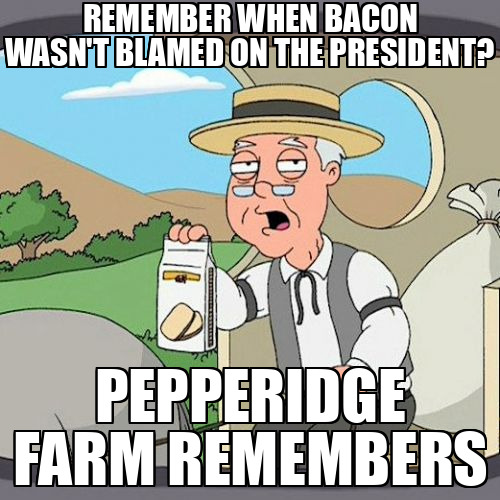 REMEMBER WHEN BACON
WASN'T BLAMED ON THE PRESIDENT?
PEPPERIDGE
FARM REMEMBERS